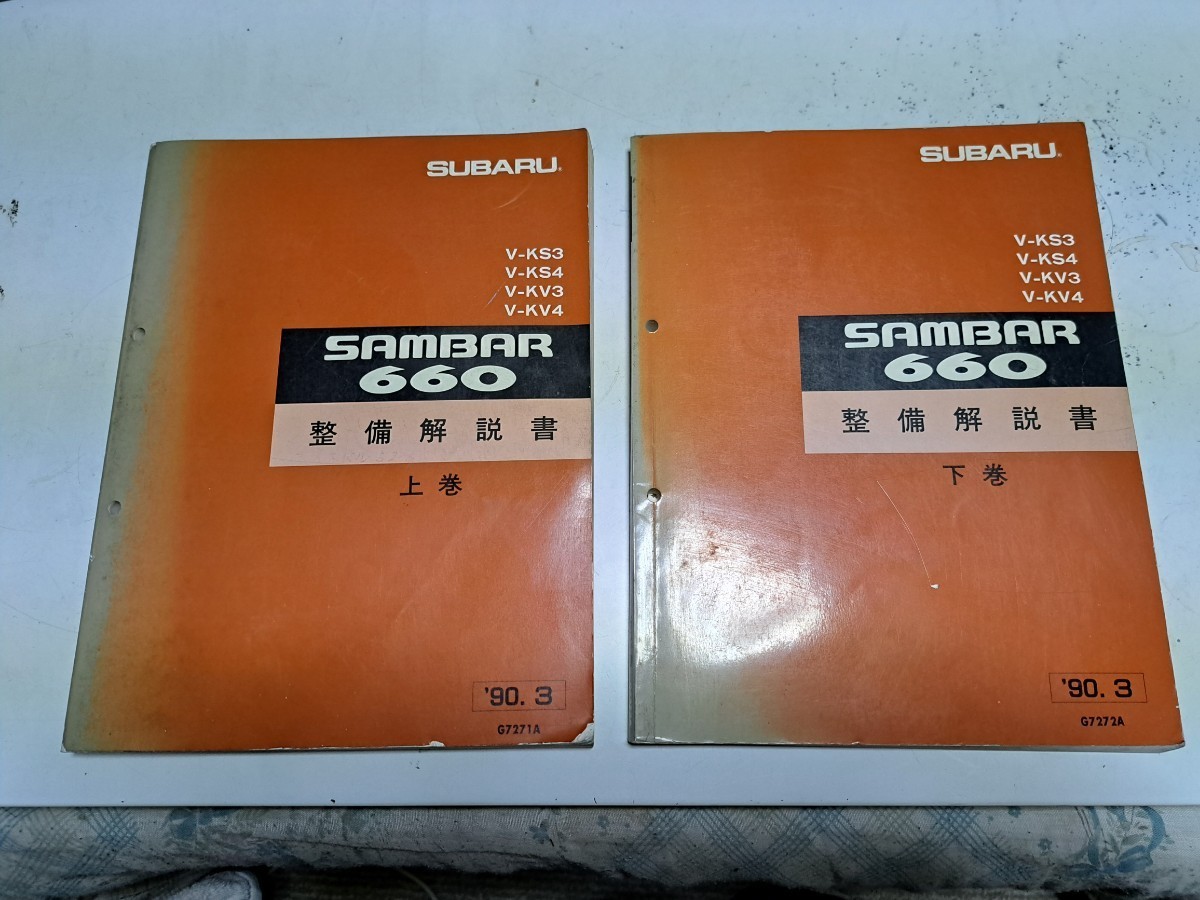 SUBARU®
V-KS3
V-KS4
V-KV3
V-KV4
SAMBAR
660
整備解説書
上巻
'90.3
G7271A
SUBARU®
V-KS3
V-KS4
V-KV3
V-KV4
SAMBAR
660
整備解説書
下巻
'90.3
G7272A